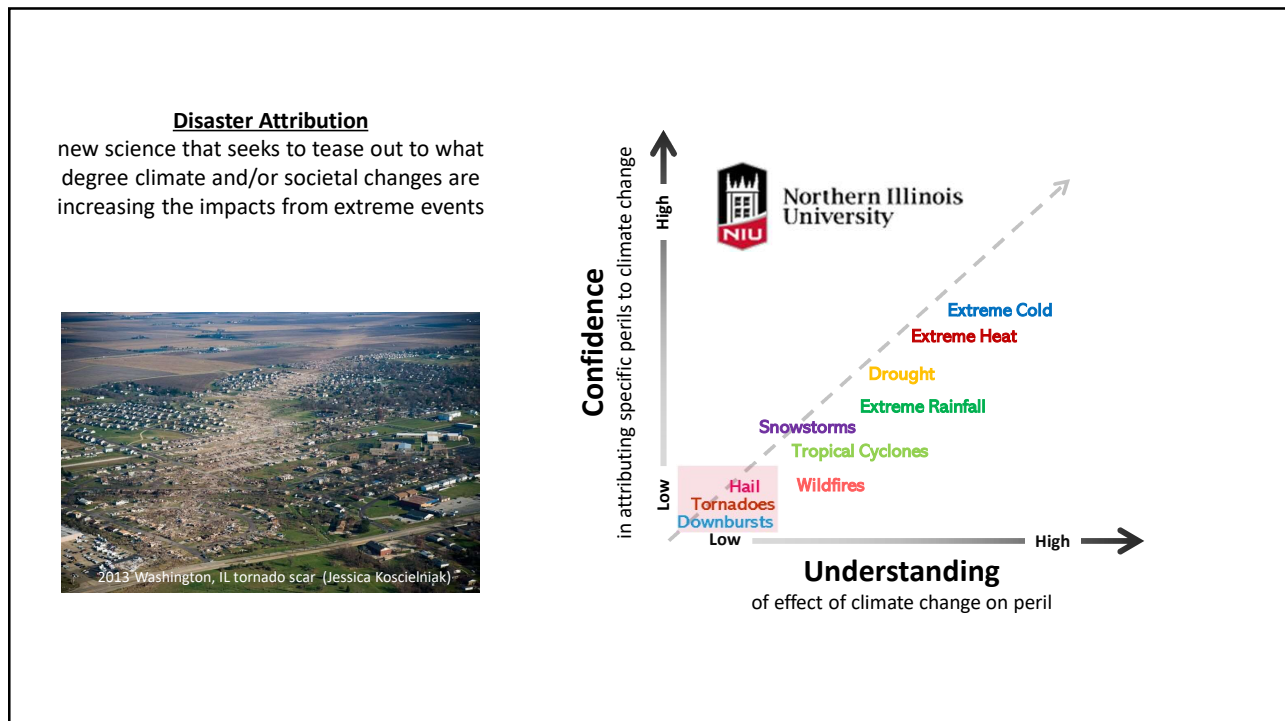 Disaster Attribution
new science that seeks to tease out to what
degree climate and/or societal changes are
increasing the impacts from extreme events
2013 Washington, IL tornado scar (Jessica Koscielniak)
Confidence
in attributing specific perils to climate change
High
Low
NIU
Northern Illinois
University
Extreme Cold
Extreme Heat
Drought
Extreme Rainfall
Snowstorms
Tropical Cyclones
Wildfires
Hail
Tornadoes
Downbursts
Low
High
Understanding
of effect of climate change on peril